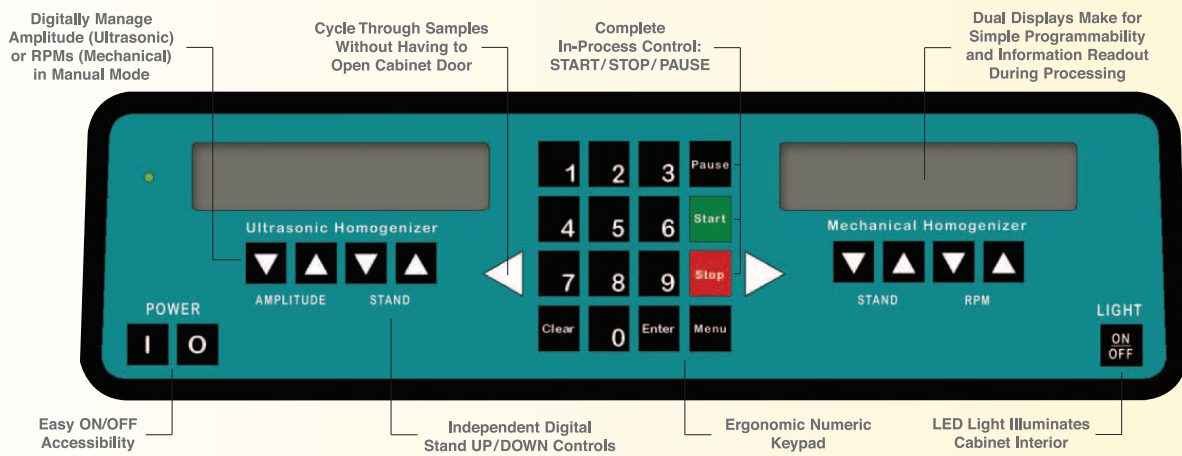 Digitally Manage
Amplitude (Ultrasonic)
or RPMs (Mechanical)
in Manual Mode
Cycle Through Samples
Without Having to
Open Cabinet Door
Complete
In-Process Control:
START/STOP/PAUSE
Dual Displays Make for
Simple Programmability
and Information Readout
During Processing
1 2 3 Pause
4 5 6 Start
7 8 9 Stop
Clear 0 Enter Menu
Ultrasonic Homogenizer
AMPLITUDE STAND
Mechanical Homogenizer
STAND RPM
POWER
I O
LIGHT
ON
OFF
Easy ON/OFF
Accessibility
Independent Digital
Stand UP/DOWN Controls
Ergonomic Numeric
Keypad
LED Light Illuminates
Cabinet Interior